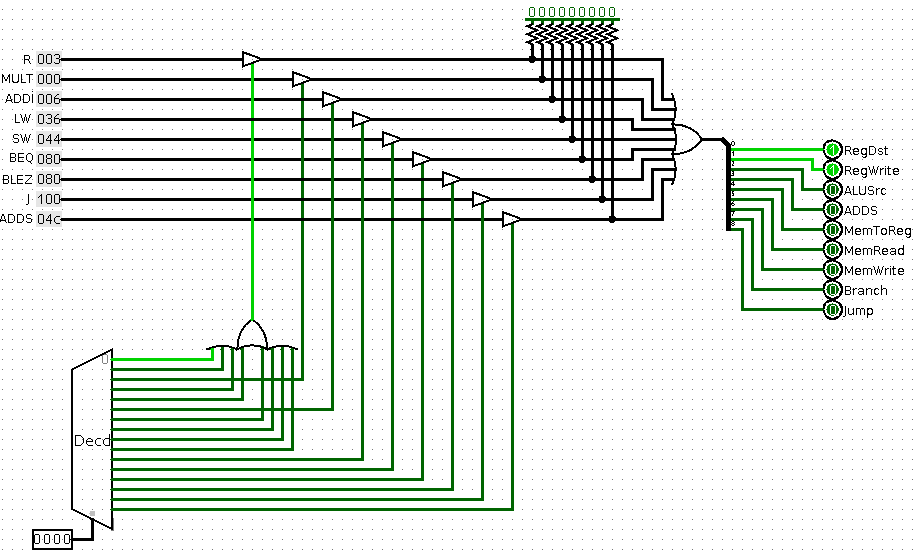 000000000
R 003
MULT 000
ADDI 006
LW 036
SW 044
BEQ 080
BLEZ 080
J 100
ADDS 04c
RegDst
RegWrite
ALUSrc
ADDS
MemToReg
MemRead
MemWrite
Branch
Jump
0
Decd
0000